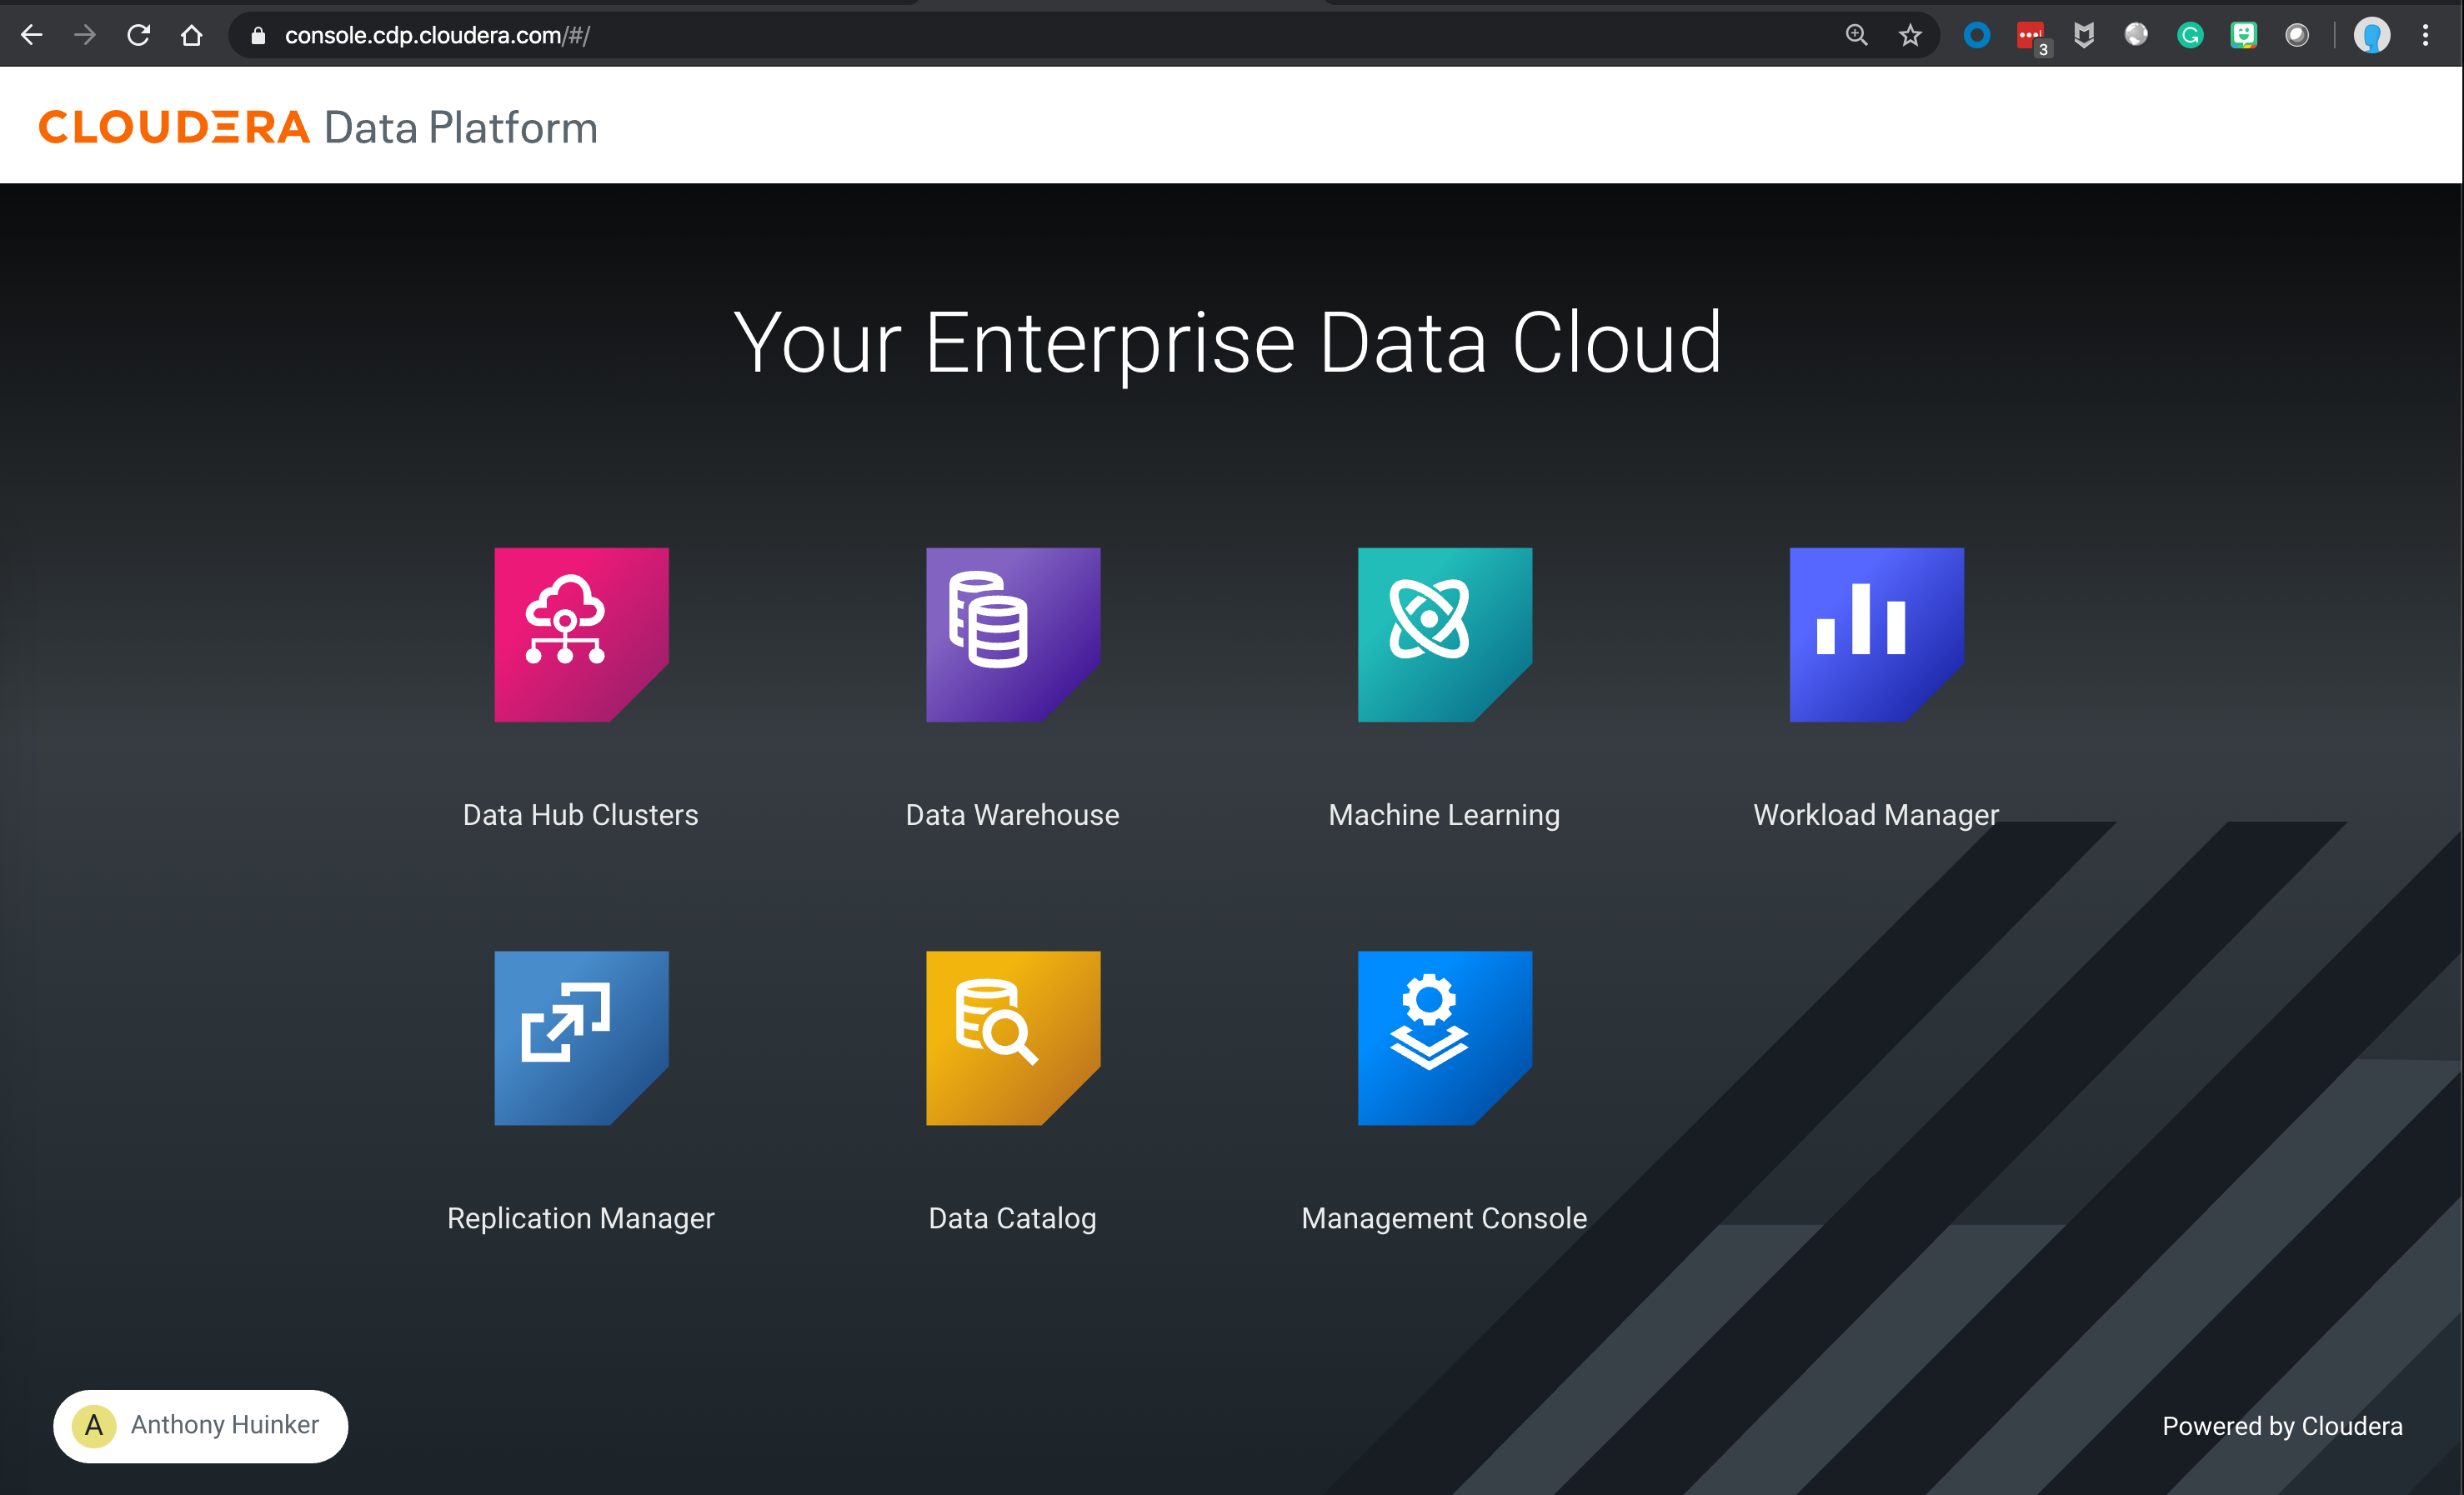 console.cdp.cloudera.com/#/
3
CLOUDERA Data Platform
Your Enterprise Data Cloud
Data Hub Clusters
Data Warehouse
Machine Learning
Workload Manager
Replication Manager
Data Catalog
Management Console
A Anthony Huinker
Powered by Cloudera